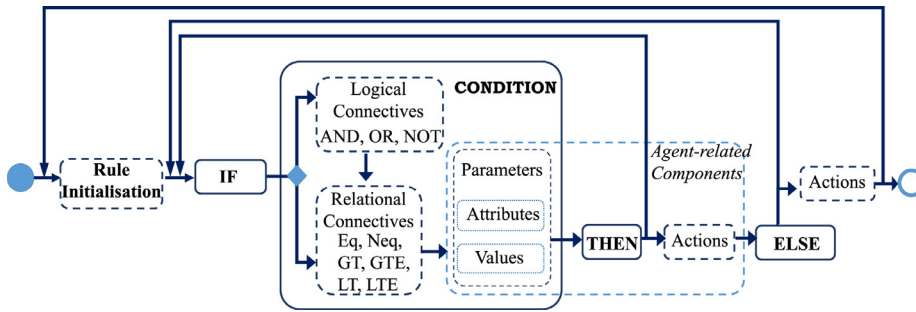 Rule
Initialisation
IF
CONDITION
Logical
Connectives
AND, OR, NOT
Relational
Connectives
Eq, Neq,
GT, GTE,
LT, LTE
Agent-related
Components
Parameters
Attributes
Values
THEN
Actions
ELSE
Actions